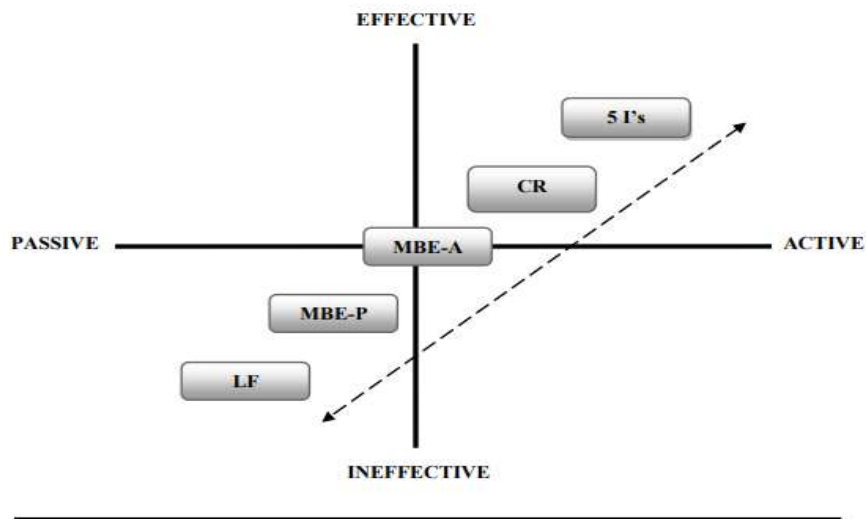 EFFECTIVE
5 I's
CR
PASSIVE
MBE-A
ACTIVE
MBE-P
LF
INEFFECTIVE